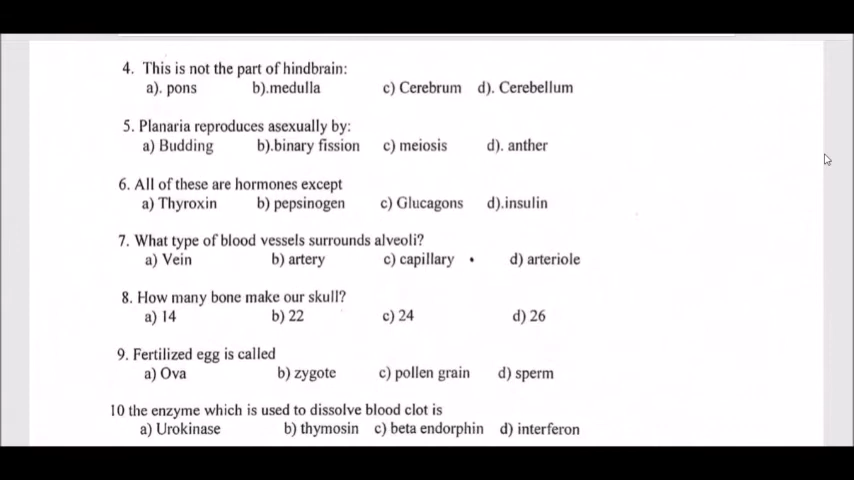 4. This is not the part of hindbrain:
a). pons b).medulla c) Cerebrum d). Cerebellum
5. Planaria reproduces asexually by:
a) Budding b).binary fission c) meiosis d). anther
6. All of these are hormones except
a) Thyroxin b) pepsinogen c) Glucagons d).insulin
7. What type of blood vessels surrounds alveoli?
a) Vein b) artery c) capillary d) arteriole
8. How many bone make our skull?
a) 14 b) 22 c) 24 d) 26
9. Fertilized egg is called
a) Ova b) zygote c) pollen grain d) sperm
10 the enzyme which is used to dissolve blood clot is
a) Urokinase b) thymosin c) beta endorphin d) interferon